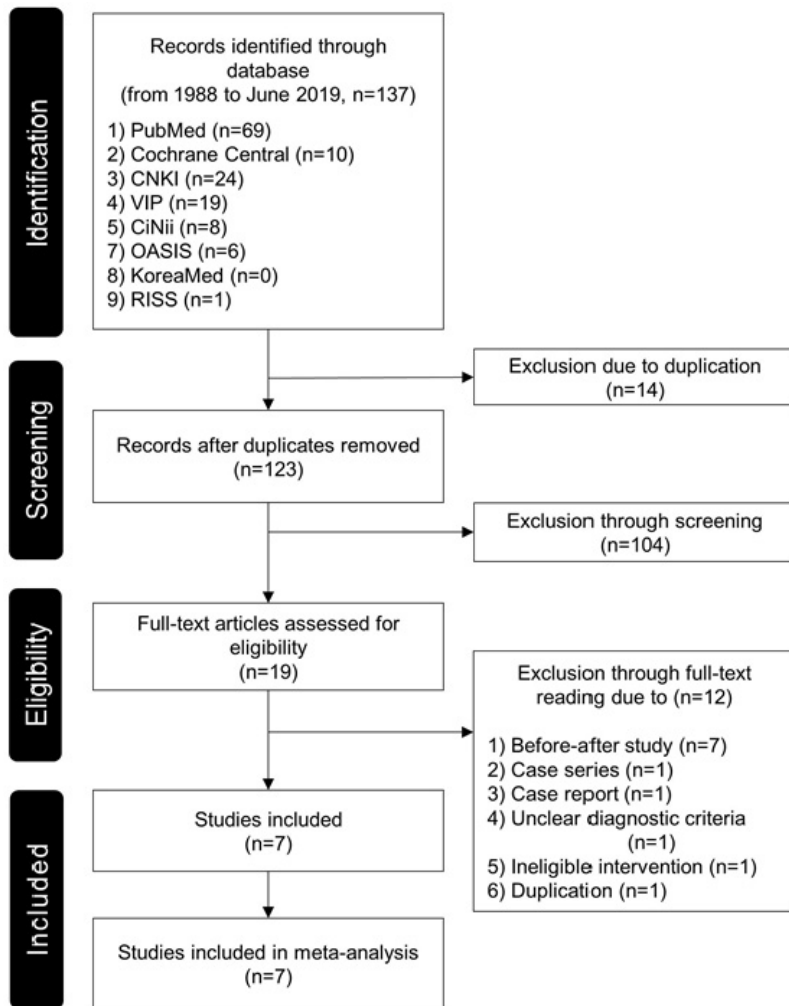 Identification
Records identified through
database
(from 1988 to June 2019, n=137)
1) PubMed (n=69)
2) Cochrane Central (n=10)
3) CNKI (n=24)
4) VIP (n=19)
5) CiNii (n=8)
7) OASIS (n=6)
8) KoreaMed (n=0)
9) RISS (n=1)
Exclusion due to duplication
(n=14)
Screening
Records after duplicates removed
(n=123)
Exclusion through screening
(n=104)
Eligibility
Full-text articles assessed for
eligibility
(n=19)
Exclusion through full-text
reading due to (n=12)
1) Before-after study (n=7)
2) Case series (n=1)
3) Case report (n=1)
4) Unclear diagnostic criteria
(n=1)
5) Ineligible intervention (n=1)
6) Duplication (n=1)
Included
Studies included
(n=7)
Studies included in meta-analysis
(n=7)